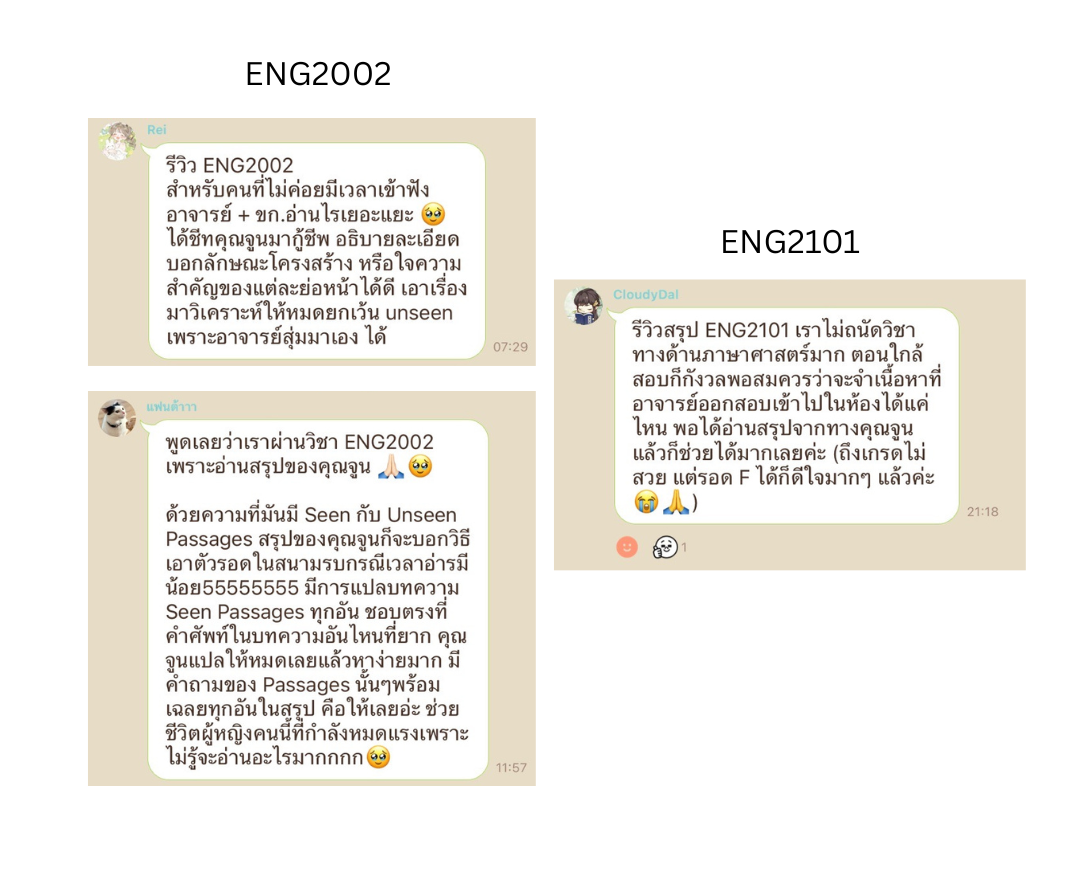 ENG2002
Rei
รีวิว ENG2002
สำหรับคนที่ไม่ค่อยมีเวลาเข้าฟัง
อาจารย์ + ขก.อ่านไรเยอะแยะ 🥹
ได้ชีทคุณจูนมากู้ชีพ อธิบายละเอียด
บอกลักษณะโครงสร้าง หรือใจความ
สำคัญของแต่ละย่อหน้าได้ดี เอาเรื่อง
มาวิเคราะห์ให้หมดยกเว้น unseen
เพราะอาจารย์สุ่มมาเอง ได้
07:29
แฟนต้าาา
พูดเลยว่าเราผ่านวิชา ENG2002
เพราะอ่านสรุปของคุณจูน 🙏🏻🥹
ด้วยความที่มันมี Seen กับ Unseen
Passages สรุปของคุณจูนก็จะบอกวิธี
เอาตัวรอดในสนามรบกรณีเวลาอ่ารมี
น้อย55555555 มีการแปลบทความ
Seen Passages ทุกอัน ชอบตรงที่
คำศัพท์ในบทความอันไหนที่ยาก คุณ
จูนแปลให้หมดเลยแล้วหาง่ายมาก มี
คำถามของ Passages นั้นๆพร้อม
เฉลยทุกอันในสรุป คือให้เลยอ่ะ ช่วย
ชีวิตผู้หญิงคนนี้ที่กำลังหมดแรงเพราะ
ไม่รู้จะอ่านอะไรมากกกก🥹
11:57
ENG2101
CloudyDal
รีวิวสรุป ENG2101 เราไม่ถนัดวิชา
ทางด้านภาษาศาสตร์มาก ตอนใกล้
สอบก็กังวลพอสมควรว่าจะจำเนื้อหาที่
อาจารย์ออกสอบเข้าไปในห้องได้แค่
ไหน พอได้อ่านสรุปจากทางคุณจูน
แล้วก็ช่วยได้มากเลยค่ะ (ถึงเกรดไม่
สวย แต่รอด F ได้ก็ดีใจมากๆ แล้วค่ะ
😭🙏)
21:18
1